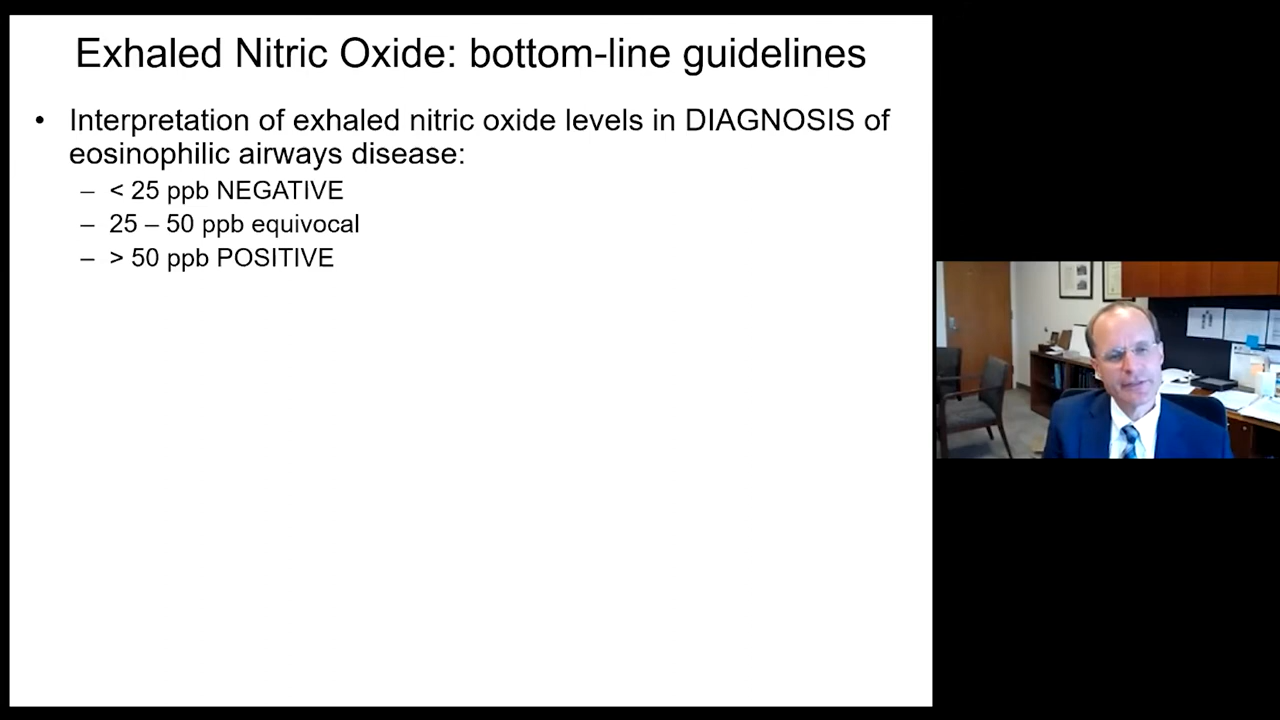 Exhaled Nitric Oxide: bottom-line guidelines
• Interpretation of exhaled nitric oxide levels in DIAGNOSIS of
eosinophilic airways disease:
– < 25 ppb NEGATIVE
– 25 – 50 ppb equivocal
– > 50 ppb POSITIVE